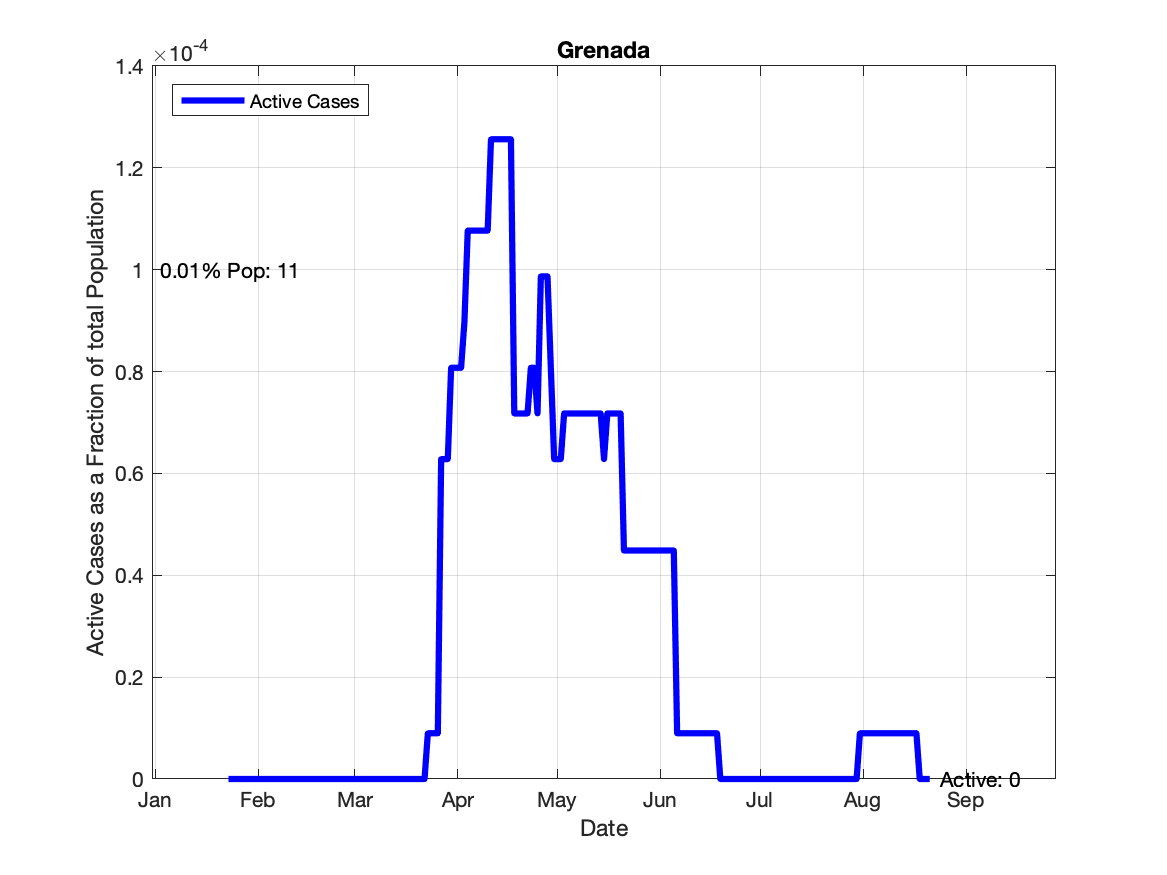 Grenada
×10-4
Active Cases
1.4
1.2
1
0.8
0.6
0.4
0.2
0
0.01% Pop: 11
Active: 0
Active Cases as a Fraction of total Population
Jan Feb Mar Apr May Jun Jul Aug Sep
Date